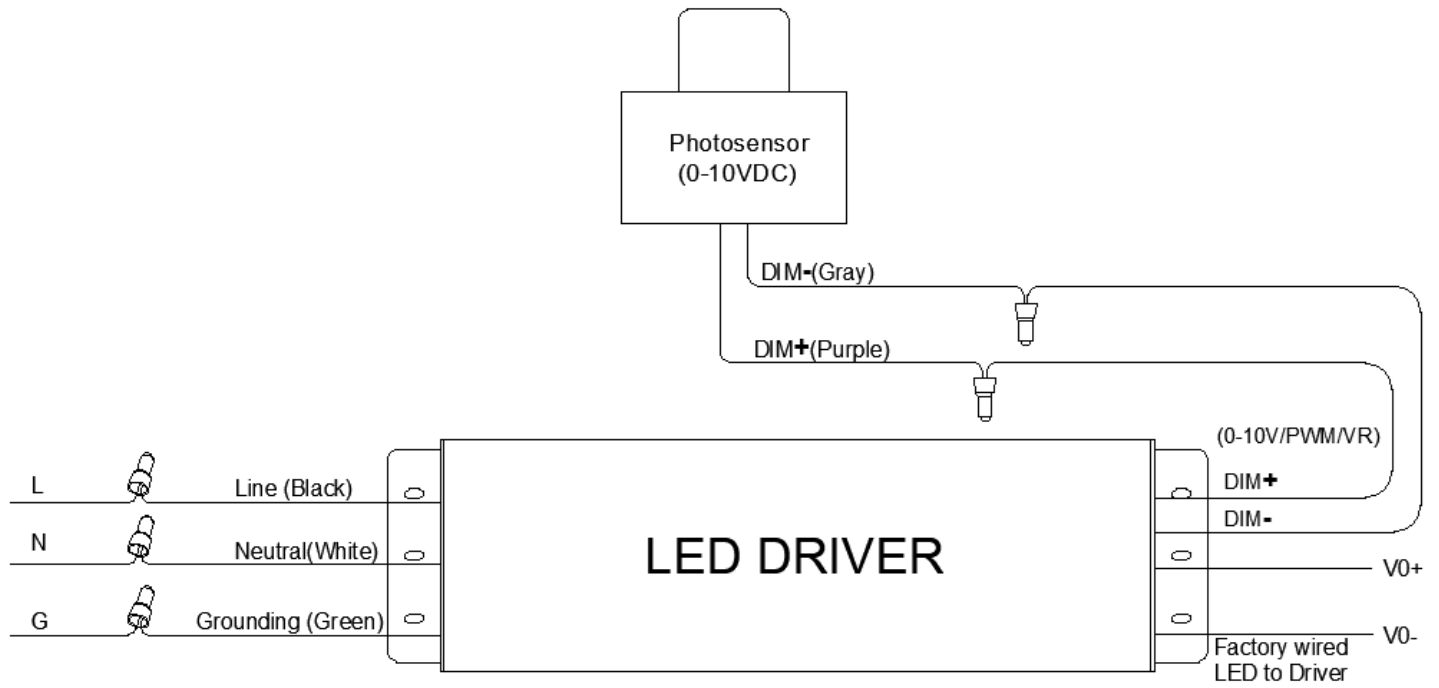 Photosensor
(0-10VDC)
DIM-(Gray)
DIM+(Purple)
(0-10V/PWM/VR)
L
Line (Black)
DIM+
DIM-
N
Neutral(White)
LED DRIVER
V0+
G
Grounding (Green)
V0-
Factory wired
LED to Driver